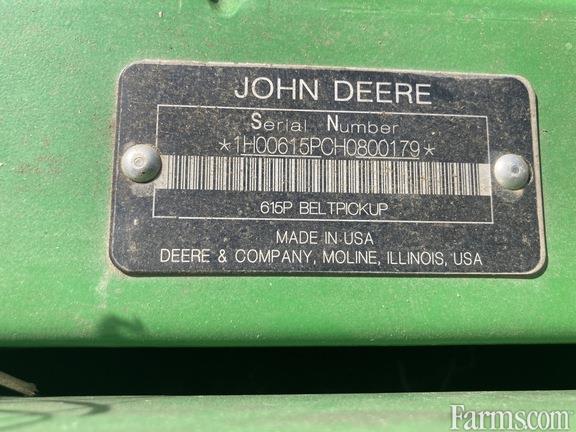 JOHN DEERE
Serial Number
*1H00615PCH0800179*
615P BELTPICKUP
MADE IN USA
DEERE & COMPANY, MOLINE, ILLINOIS, USA
Farms.com